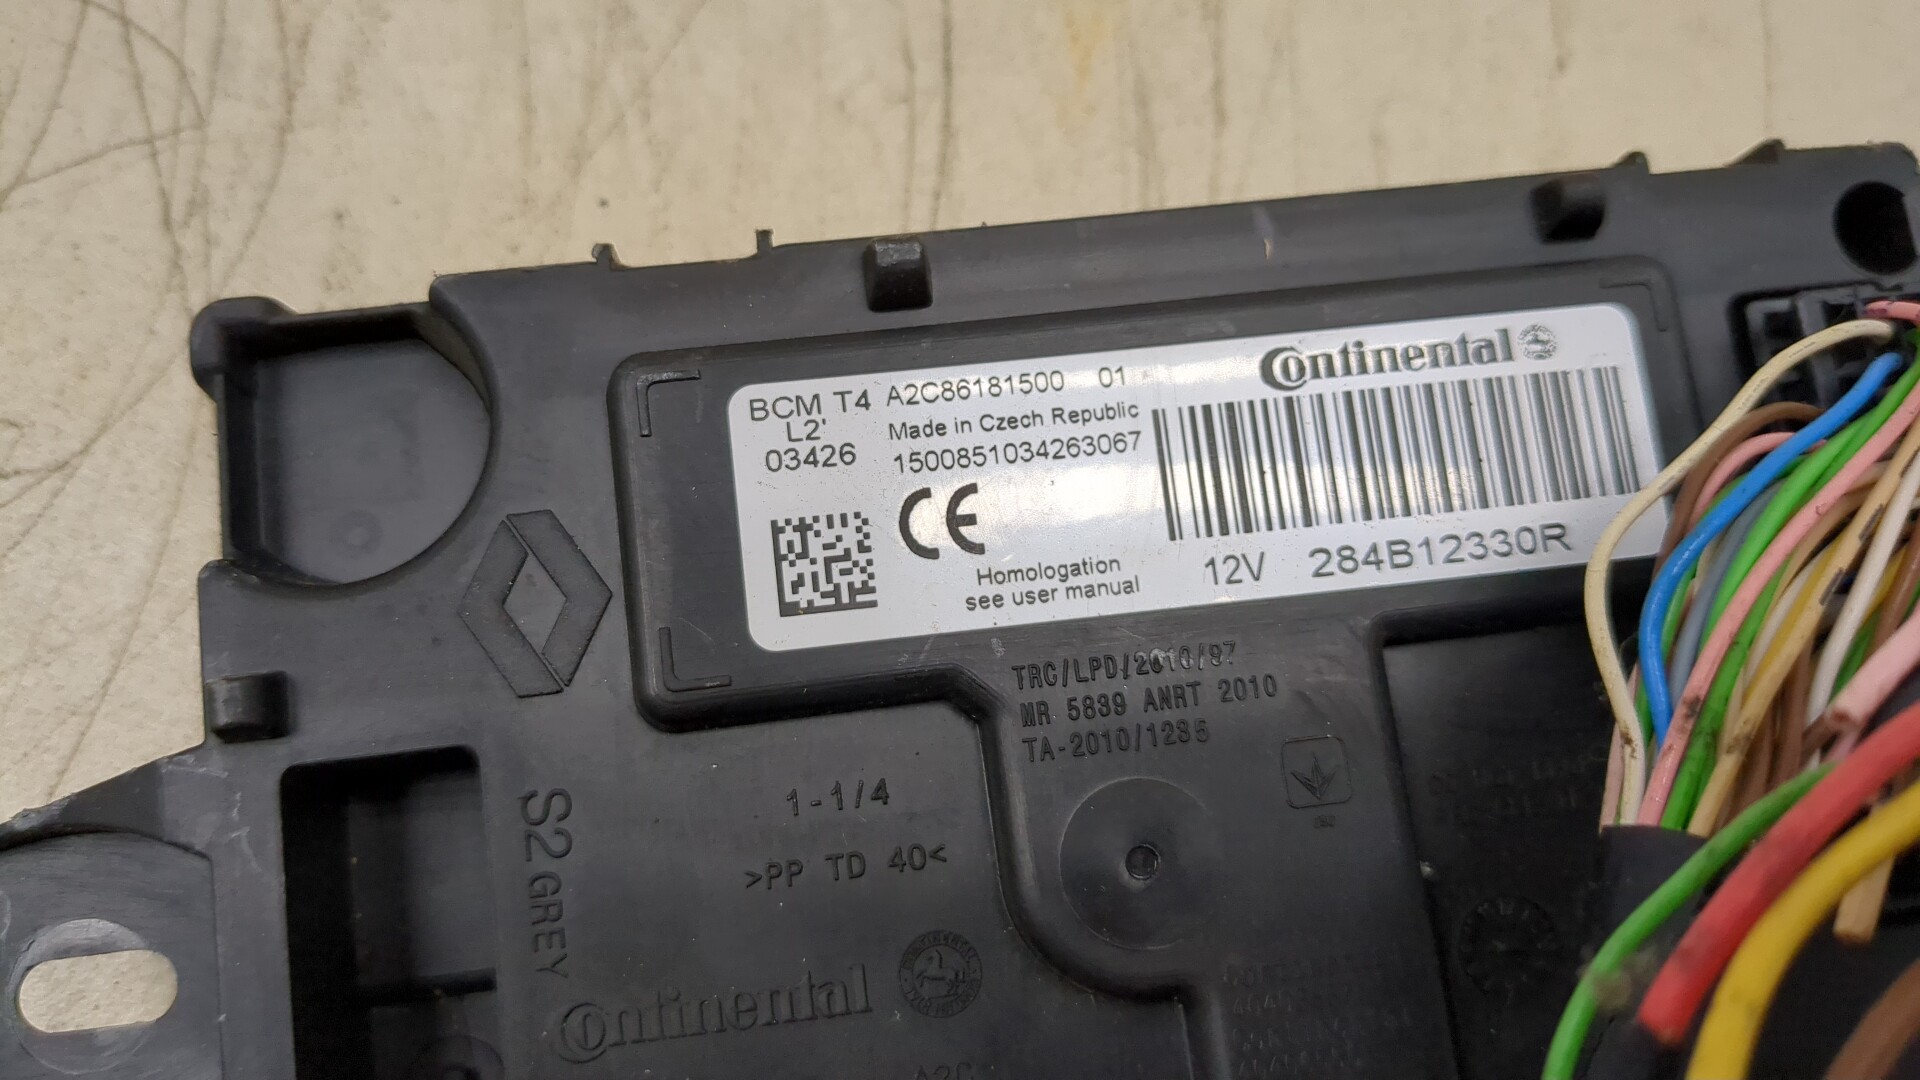 Continental
BCM T4 A2C86181500 01
L2'
Made in Czech Republic
03426 1500851034263067
CE
Homologation
see user manual
12V 284B12330R
TRC/LPD/2010/97
MR 5839 ANRT 2010
TA-2010/1285
1-1/4
>PP TD 40<
S2 GREY
Continental
A2C